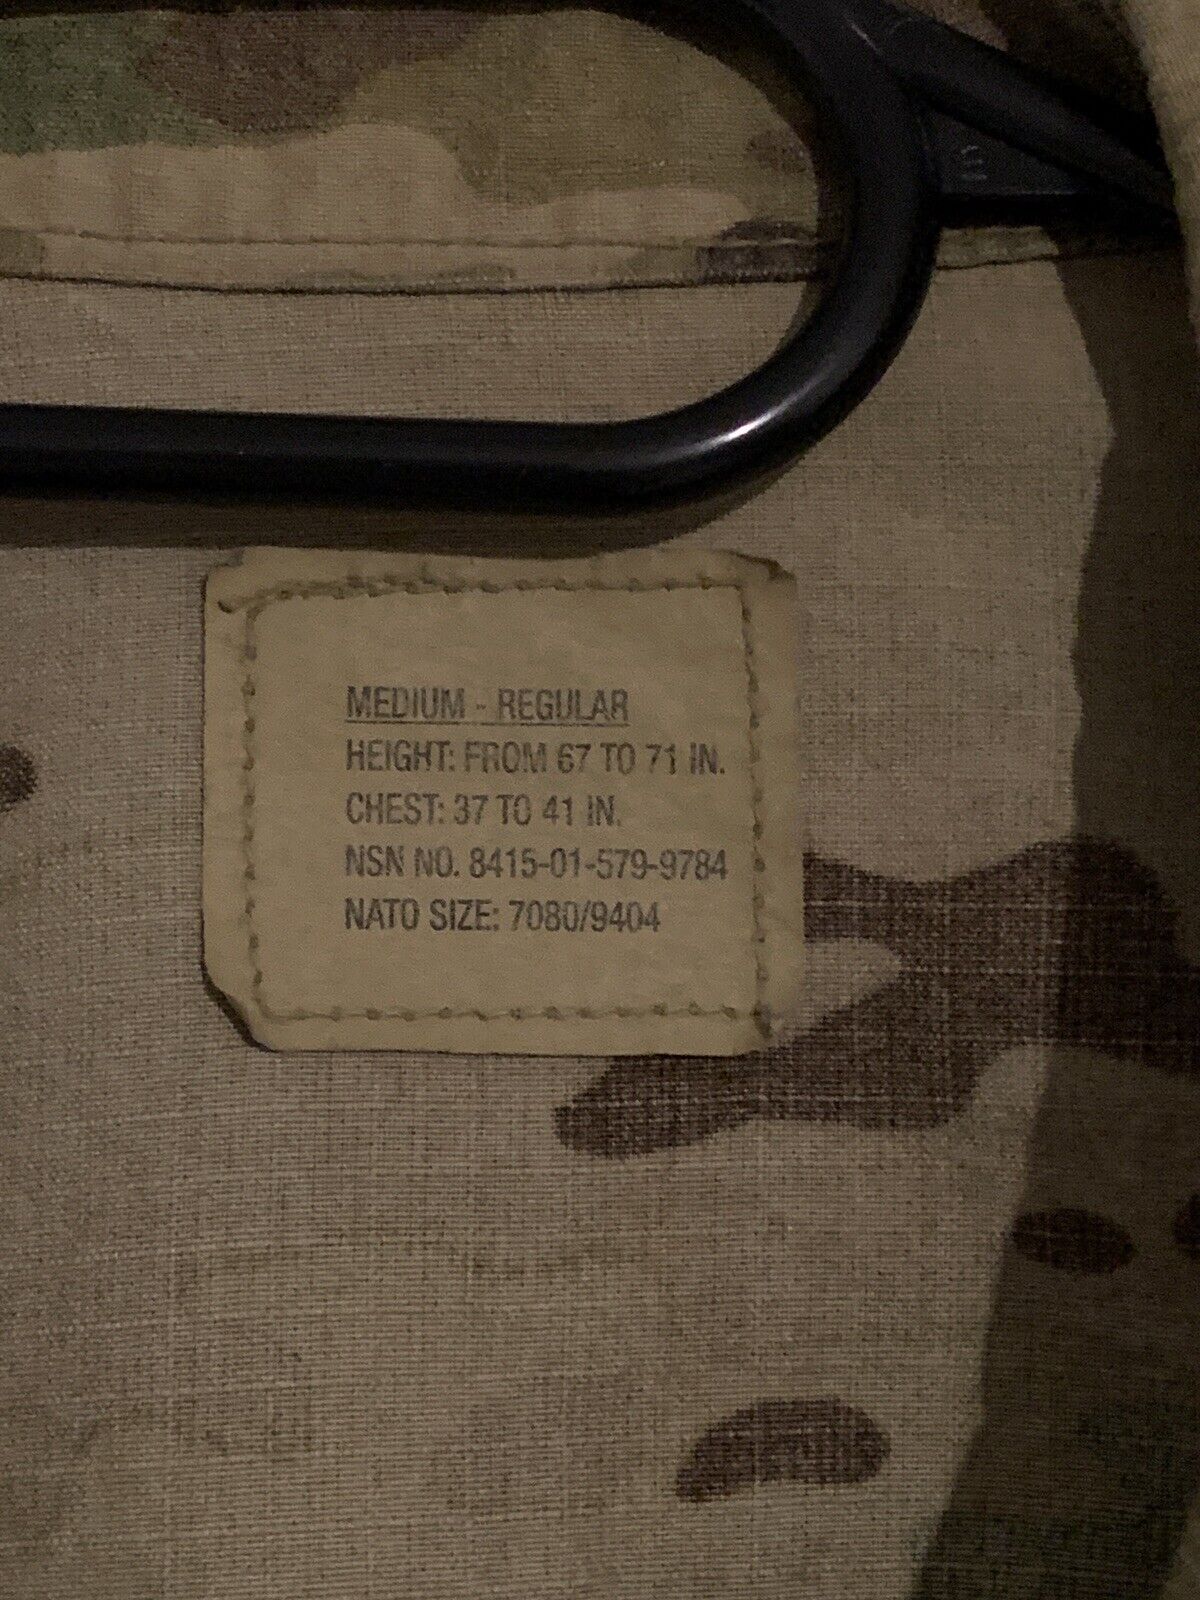 MEDIUM - REGULAR
HEIGHT: FROM 67 TO 71 IN.
CHEST: 37 TO 41 IN.
NSN NO. 8415-01-579-9784
NATO SIZE: 7080/9404